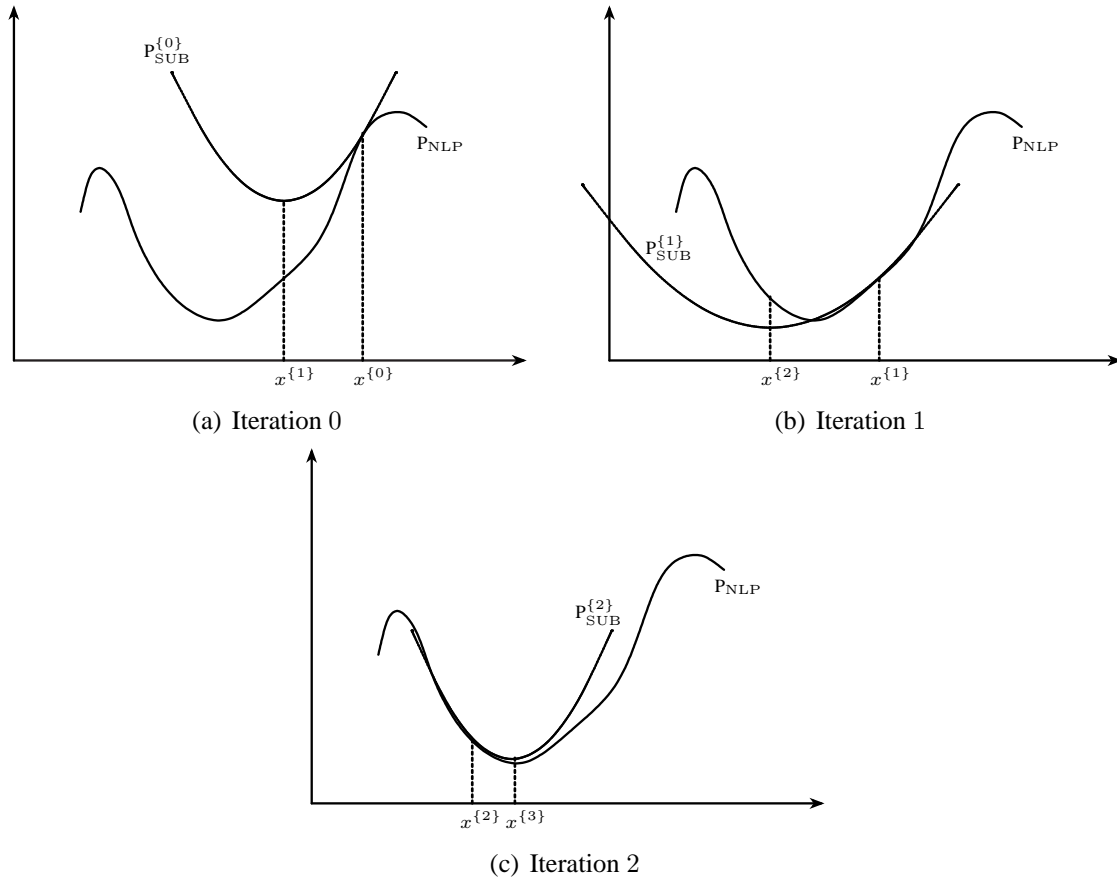 P_SUB^{0}
P_NLP
x^{1} x^{0}
(a) Iteration 0
P_SUB^{1}
P_NLP
x^{2} x^{1}
(b) Iteration 1
P_SUB^{2}
P_NLP
x^{2} x^{3}
(c) Iteration 2